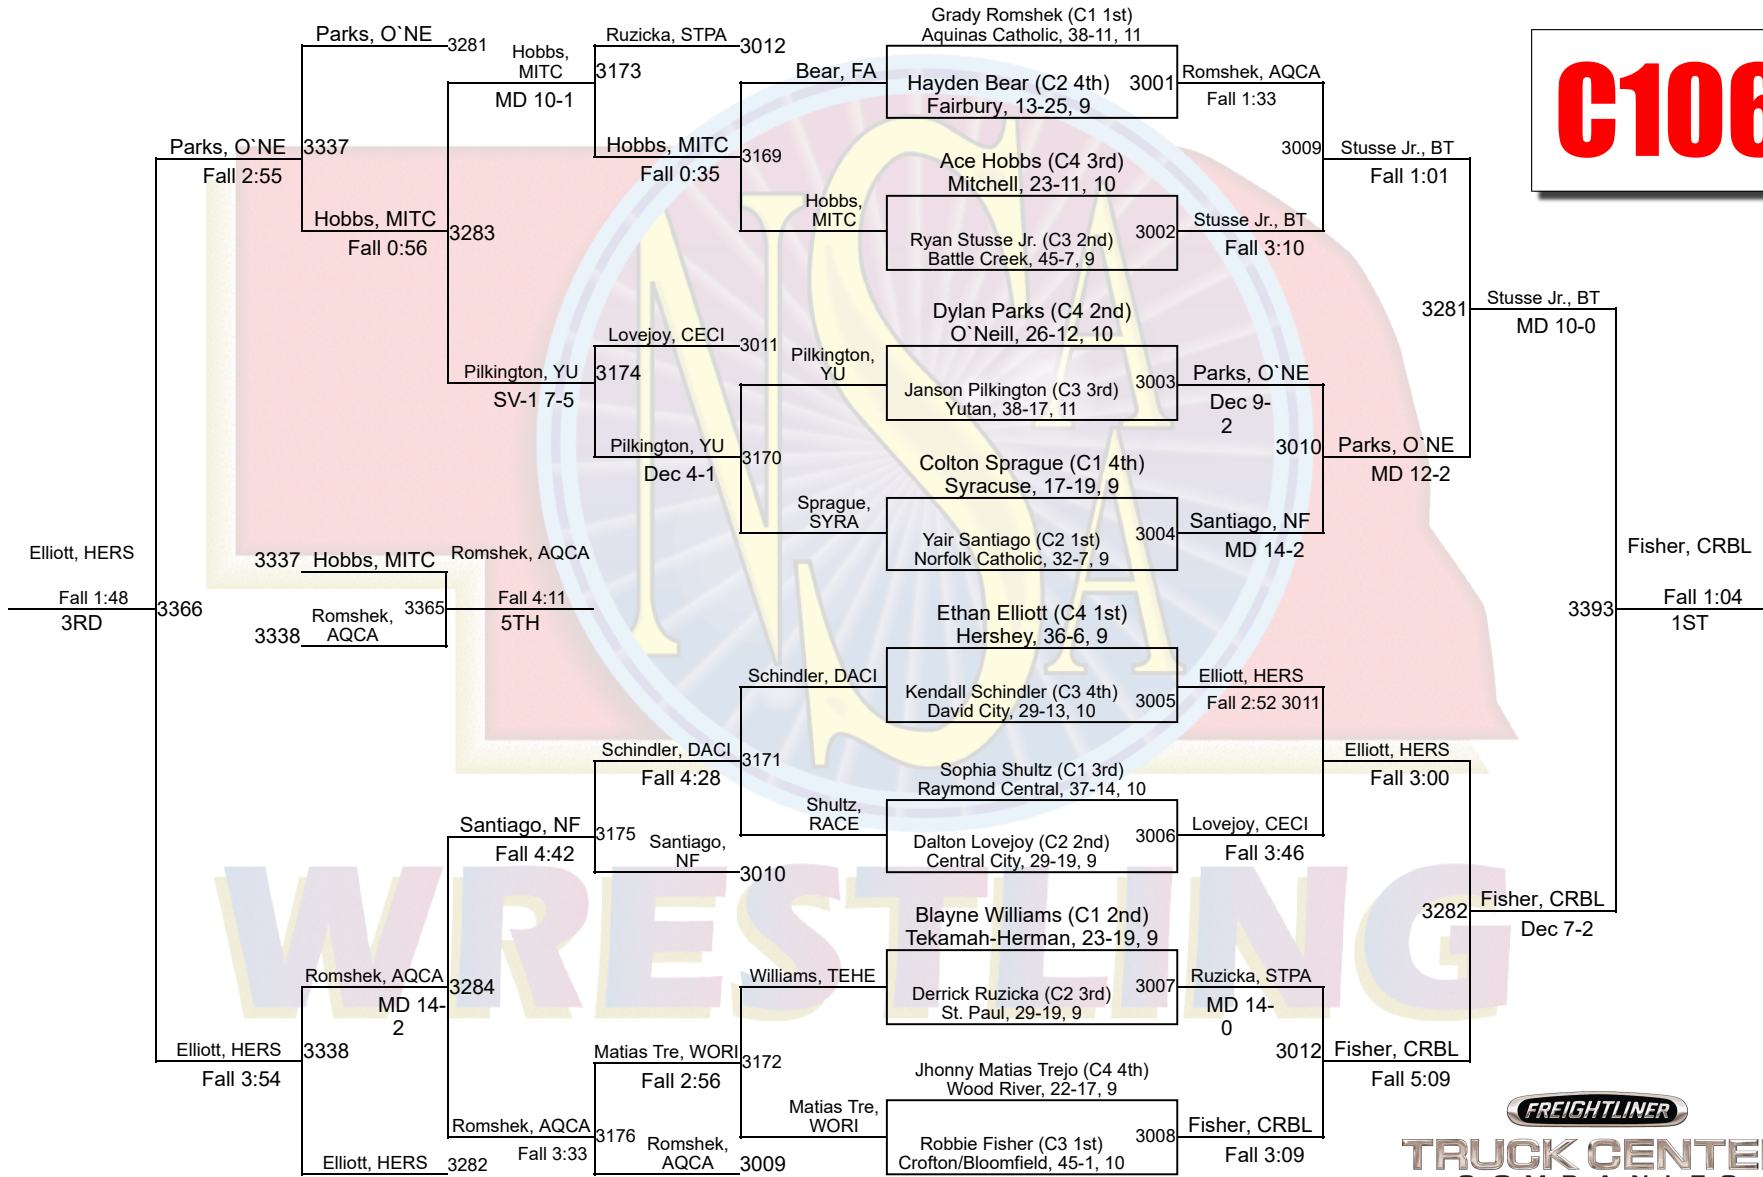 Grady Romshek (C1 1st)
Aquinas Catholic, 38-11, 11
Hayden Bear (C2 4th)
Fairbury, 13-25, 9
3001
Ace Hobbs (C4 3rd)
Mitchell, 23-11, 10
Ryan Stusse Jr. (C3 2nd)
Battle Creek, 45-7, 9
3002
Dylan Parks (C4 2nd)
O`Neill, 26-12, 10
Janson Pilkington (C3 3rd)
Yutan, 38-17, 11
3003
Colton Sprague (C1 4th)
Syracuse, 17-19, 9
Yair Santiago (C2 1st)
Norfolk Catholic, 32-7, 9
3004
Ethan Elliott (C4 1st)
Hershey, 36-6, 9
Kendall Schindler (C3 4th)
David City, 29-13, 10
3005
Sophia Shultz (C1 3rd)
Raymond Central, 37-14, 10
Dalton Lovejoy (C2 2nd)
Central City, 29-19, 9
3006
Blayne Williams (C1 2nd)
Tekamah-Herman, 23-19, 9
Derrick Ruzicka (C2 3rd)
St. Paul, 29-19, 9
3007
Jhonny Matias Trejo (C4 4th)
Wood River, 22-17, 9
Robbie Fisher (C3 1st)
Crofton/Bloomfield, 45-1, 10
3008
Romshek, AQCA
Fall 1:33
Stusse Jr., BT
Fall 3:10
Parks, O`NE
Dec 9-
2
Santiago, NF
MD 14-2
Elliott, HERS
Fall 2:52 3011
Lovejoy, CECI
Fall 3:46
Ruzicka, STPA
MD 14-
0
Fisher, CRBL
Fall 3:09
3009
Stusse Jr., BT
Fall 1:01
3010
Parks, O`NE
MD 12-2
Elliott, HERS
Fall 3:00
3012
Fisher, CRBL
Fall 5:09
3281
Stusse Jr., BT
MD 10-0
3282
Fisher, CRBL
Dec 7-2
3393
Fisher, CRBL
Fall 1:04
1ST
C106
Bear, FA
Hobbs,
MITC
Pilkington,
YU
Sprague,
SYRA
Schindler, DACI
Shultz,
RACE
Williams, TEHE
Matias Tre,
WORI
Ruzicka, STPA
3012
Hobbs, MITC
Fall 0:35
3169
Lovejoy, CECI
3011
Pilkington, YU
Dec 4-1
3170
Schindler, DACI
Fall 4:28
3171
Santiago,
NF
3010
Matias Tre, WORI
Fall 2:56
3172
Romshek,
AQCA
3009
Hobbs,
MITC
MD 10-1
3173
Pilkington, YU
SV-1 7-5
3174
Santiago, NF
Fall 4:42
3175
Romshek, AQCA
Fall 3:33
3176
Parks, O`NE
3281
Hobbs, MITC
Fall 0:56
3283
Romshek, AQCA
MD 14-
2
3284
Elliott, HERS
3282
Parks, O`NE
Fall 2:55
3337
Elliott, HERS
Fall 3:54
3338
Elliott, HERS
Fall 1:48
3RD
3366
3337
Hobbs, MITC
3338
Romshek,
AQCA
3365
Romshek, AQCA
Fall 4:11
5TH
NSAA
WRESTLING
FREIGHTLINER
TRUCK CENTE